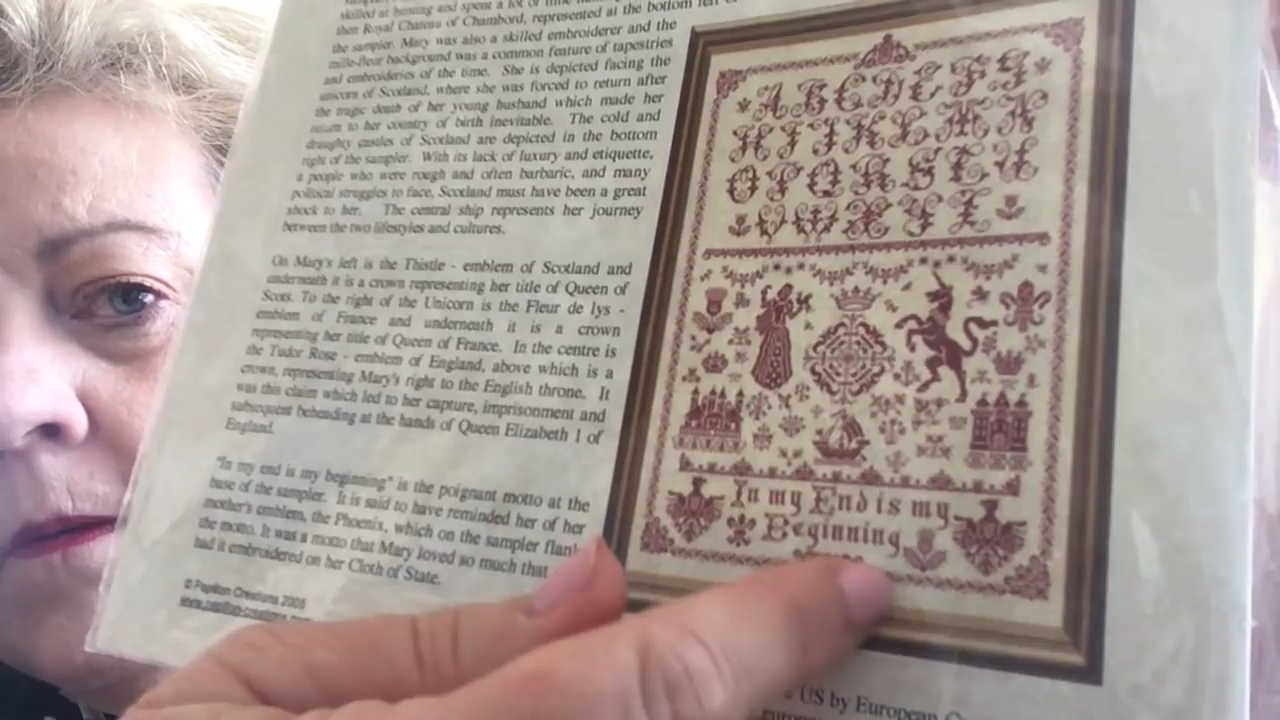 skilled at hunting and spent a lot of time
then Royal Chateau of Chambord, represented at the bottom left
the sampler. Mary was also a skilled embroiderer and the
mille-fleur background was a common feature of tapestries
and embroideries of the time. She is depicted facing the
unicorn of Scotland, where she was forced to return after
the tragic death of her young husband which made her
return to her country of birth inevitable. The cold and
draughty castles of Scotland are depicted in the bottom
right of the sampler. With its lack of luxury and etiquette,
a people who were rough and often barbaric, and many
political struggles to face, Scotland must have been a great
shock to her. The central ship represents her journey
between the two lifestyles and cultures.
On Mary's left is the Thistle - emblem of Scotland and
underneath it is a crown representing her title of Queen of
Scots. To the right of the Unicorn is the Fleur de lys -
emblem of France and underneath it is a crown
representing her title of Queen of France. In the centre is
the Tudor Rose - emblem of England, above which is a
crown, representing Mary's right to the English throne. It
was this claim which led to her capture, imprisonment and
subsequent beheading at the hands of Queen Elizabeth 1 of
England.
"In my end is my beginning" is the poignant motto at the
base of the sampler. It is said to have reminded her of her
mother's emblem, the Phoenix, which on the sampler flank
the motto. It was a motto that Mary loved so much that
had it embroidered on her Cloth of State.
© Papillon Creations 2005
A B C D E F G
H I J K L M N
O P Q R S T U
V W X Y Z
In my End is my
Beginning
US by European